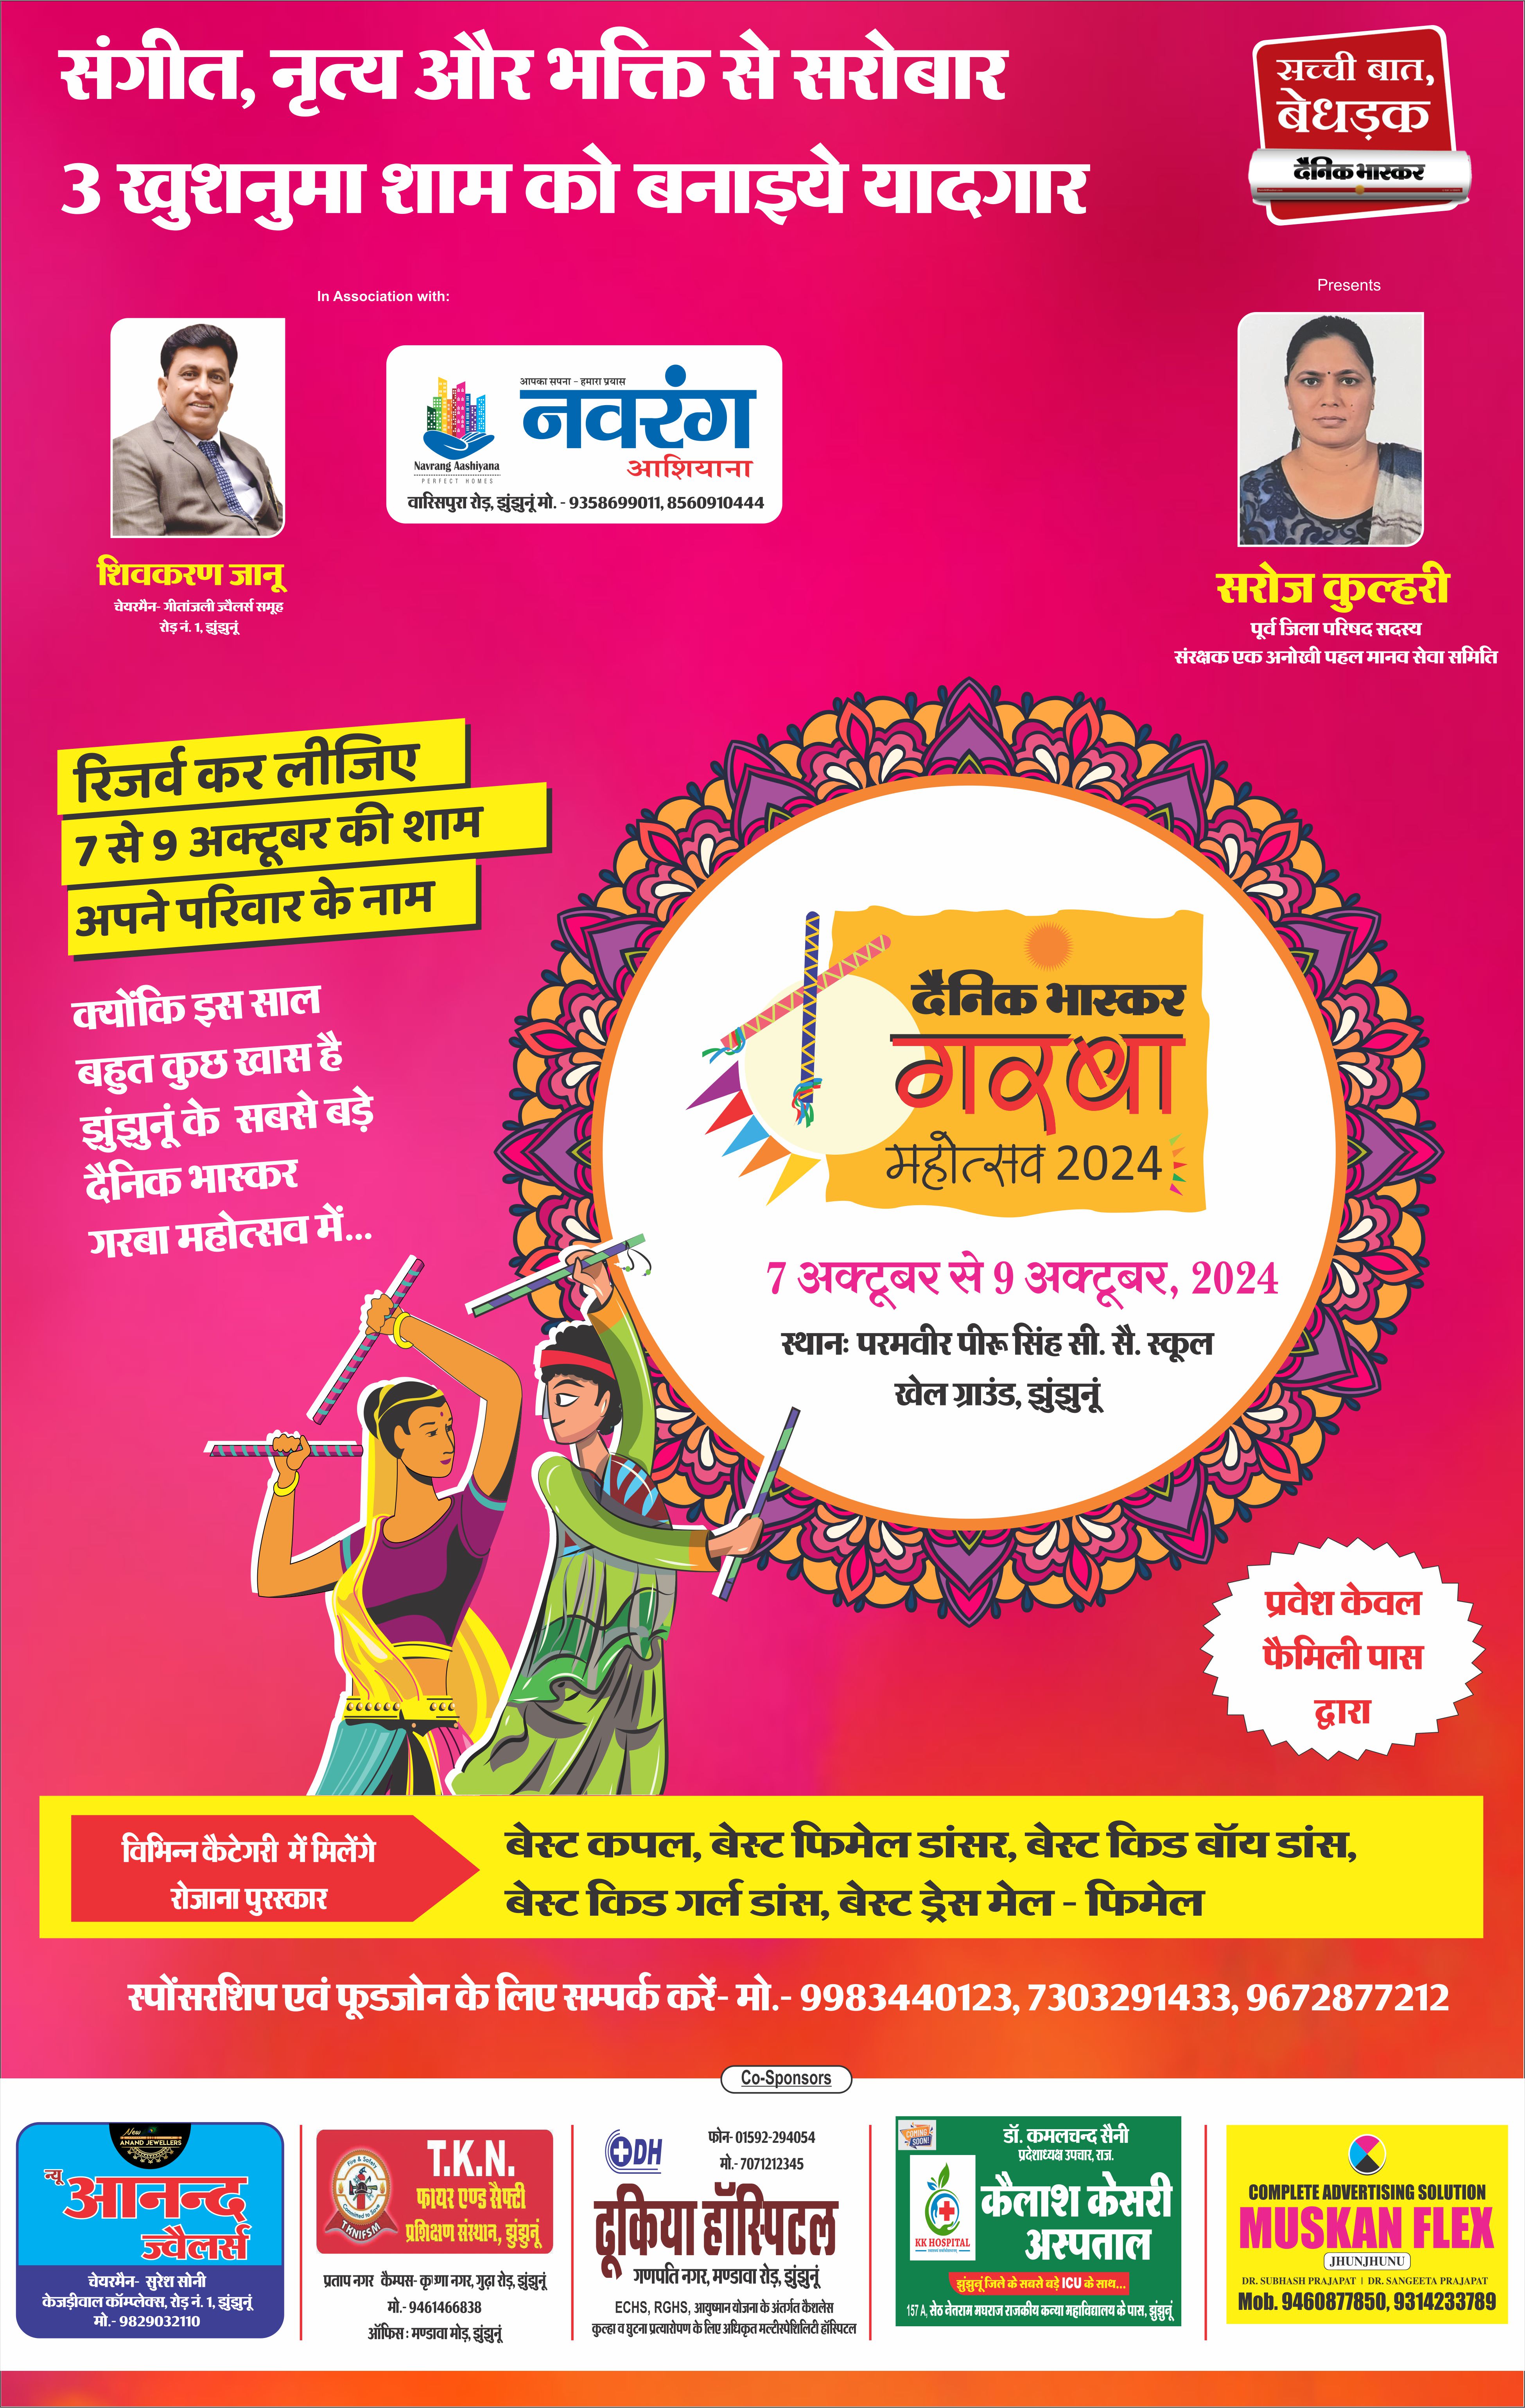 संगीत, नृत्य और भक्ति से सरोबार
3 खुशनुमा शाम को बनाइये यादगार
सच्ची बात,
बेधड़क
दैनिक भास्कर
In Association with:
Presents
आपका सपना - हमारा प्रयास
नवरंग
आशियाना
Navrang Aashiyana
PERFECT HOMES
वारिसपुरा रोड़, झुंझुनूं मो. - 9358699011, 8560910444
शिवकरण जानू
चेयरमैन- गीतांजली ज्वैलर्स समूह
रोड़ नं. 1, झुंझुनूं
सरोज कुल्हरी
पूर्व जिला परिषद सदस्य
संरक्षक एक अनोखी पहल मानव सेवा समिति
रिजर्व कर लीजिए
7 से 9 अक्टूबर की शाम
अपने परिवार के नाम
क्योंकि इस साल
बहुत कुछ खास है
झुंझुनूं के सबसे बड़े
दैनिक भास्कर
गरबा महोत्सव में...
दैनिक भास्कर
गरबा
महोत्सव 2024
7 अक्टूबर से 9 अक्टूबर, 2024
स्थानः परमवीर पीरू सिंह सी. सै. स्कूल
खेल ग्राउंड, झुंझुनूं
प्रवेश केवल
फैमिली पास
द्वारा
विभिन्न कैटेगरी में मिलेंगे
रोजाना पुरस्कार
बेस्ट कपल, बेस्ट फिमेल डांसर, बेस्ट किड बॉय डांस,
बेस्ट किड गर्ल डांस, बेस्ट ड्रेस मेल - फिमेल
स्पोंसरशिप एवं फूडजोन के लिए सम्पर्क करें- मो.- 9983440123, 7303291433, 9672877212
Co-Sponsors
New
ANAND JEWELLERS
न्यू
आनन्द
ज्वैलर्स
चेयरमैन- सुरेश सोनी
केजड़ीवाल कॉम्प्लेक्स, रोड़ नं. 1, झुंझुनूं
मो.- 9829032110
Fire & Safety
Committed to Serve
THNIFSM
T.K.N.
फायर एण्ड सैफ्टी
प्रशिक्षण संस्थान, झुंझुनूं
प्रताप नगर कैम्पस- कृष्णा नगर, गुढ़ा रोड़, झुंझुनूं
मो.- 9461466838
ऑफिस : मण्डावा मोड़, झुंझुनूं
DH
फोन- 01592-294054
मो.- 7071212345
ढूकिया हॉस्पिटल
गणपति नगर, मण्डावा रोड़, झुंझुनूं
ECHS, RGHS, आयुष्मान योजना के अंतर्गत कैशलेस
कुल्हा व घुटना प्रत्यारोपण के लिए अधिकृत मल्टीस्पेशिलिटी हॉस्पिटल
COMING SOON!
डॉ. कमलचन्द सैनी
प्रदेशाध्यक्ष उपचार, राज.
KK HOSPITAL
कैलाश केसरी
अस्पताल
झुंझुनूं जिले के सबसे बड़े ICU के साथ...
157 A, सेठ नेतराम मघराज राजकीय कन्या महाविद्यालय के पास, झुंझुनूं
COMPLETE ADVERTISING SOLUTION
MUSKAN FLEX
JHUNJHUNU
DR. SUBHASH PRAJAPAT | DR. SANGEETA PRAJAPAT
Mob. 9460877850, 9314233789